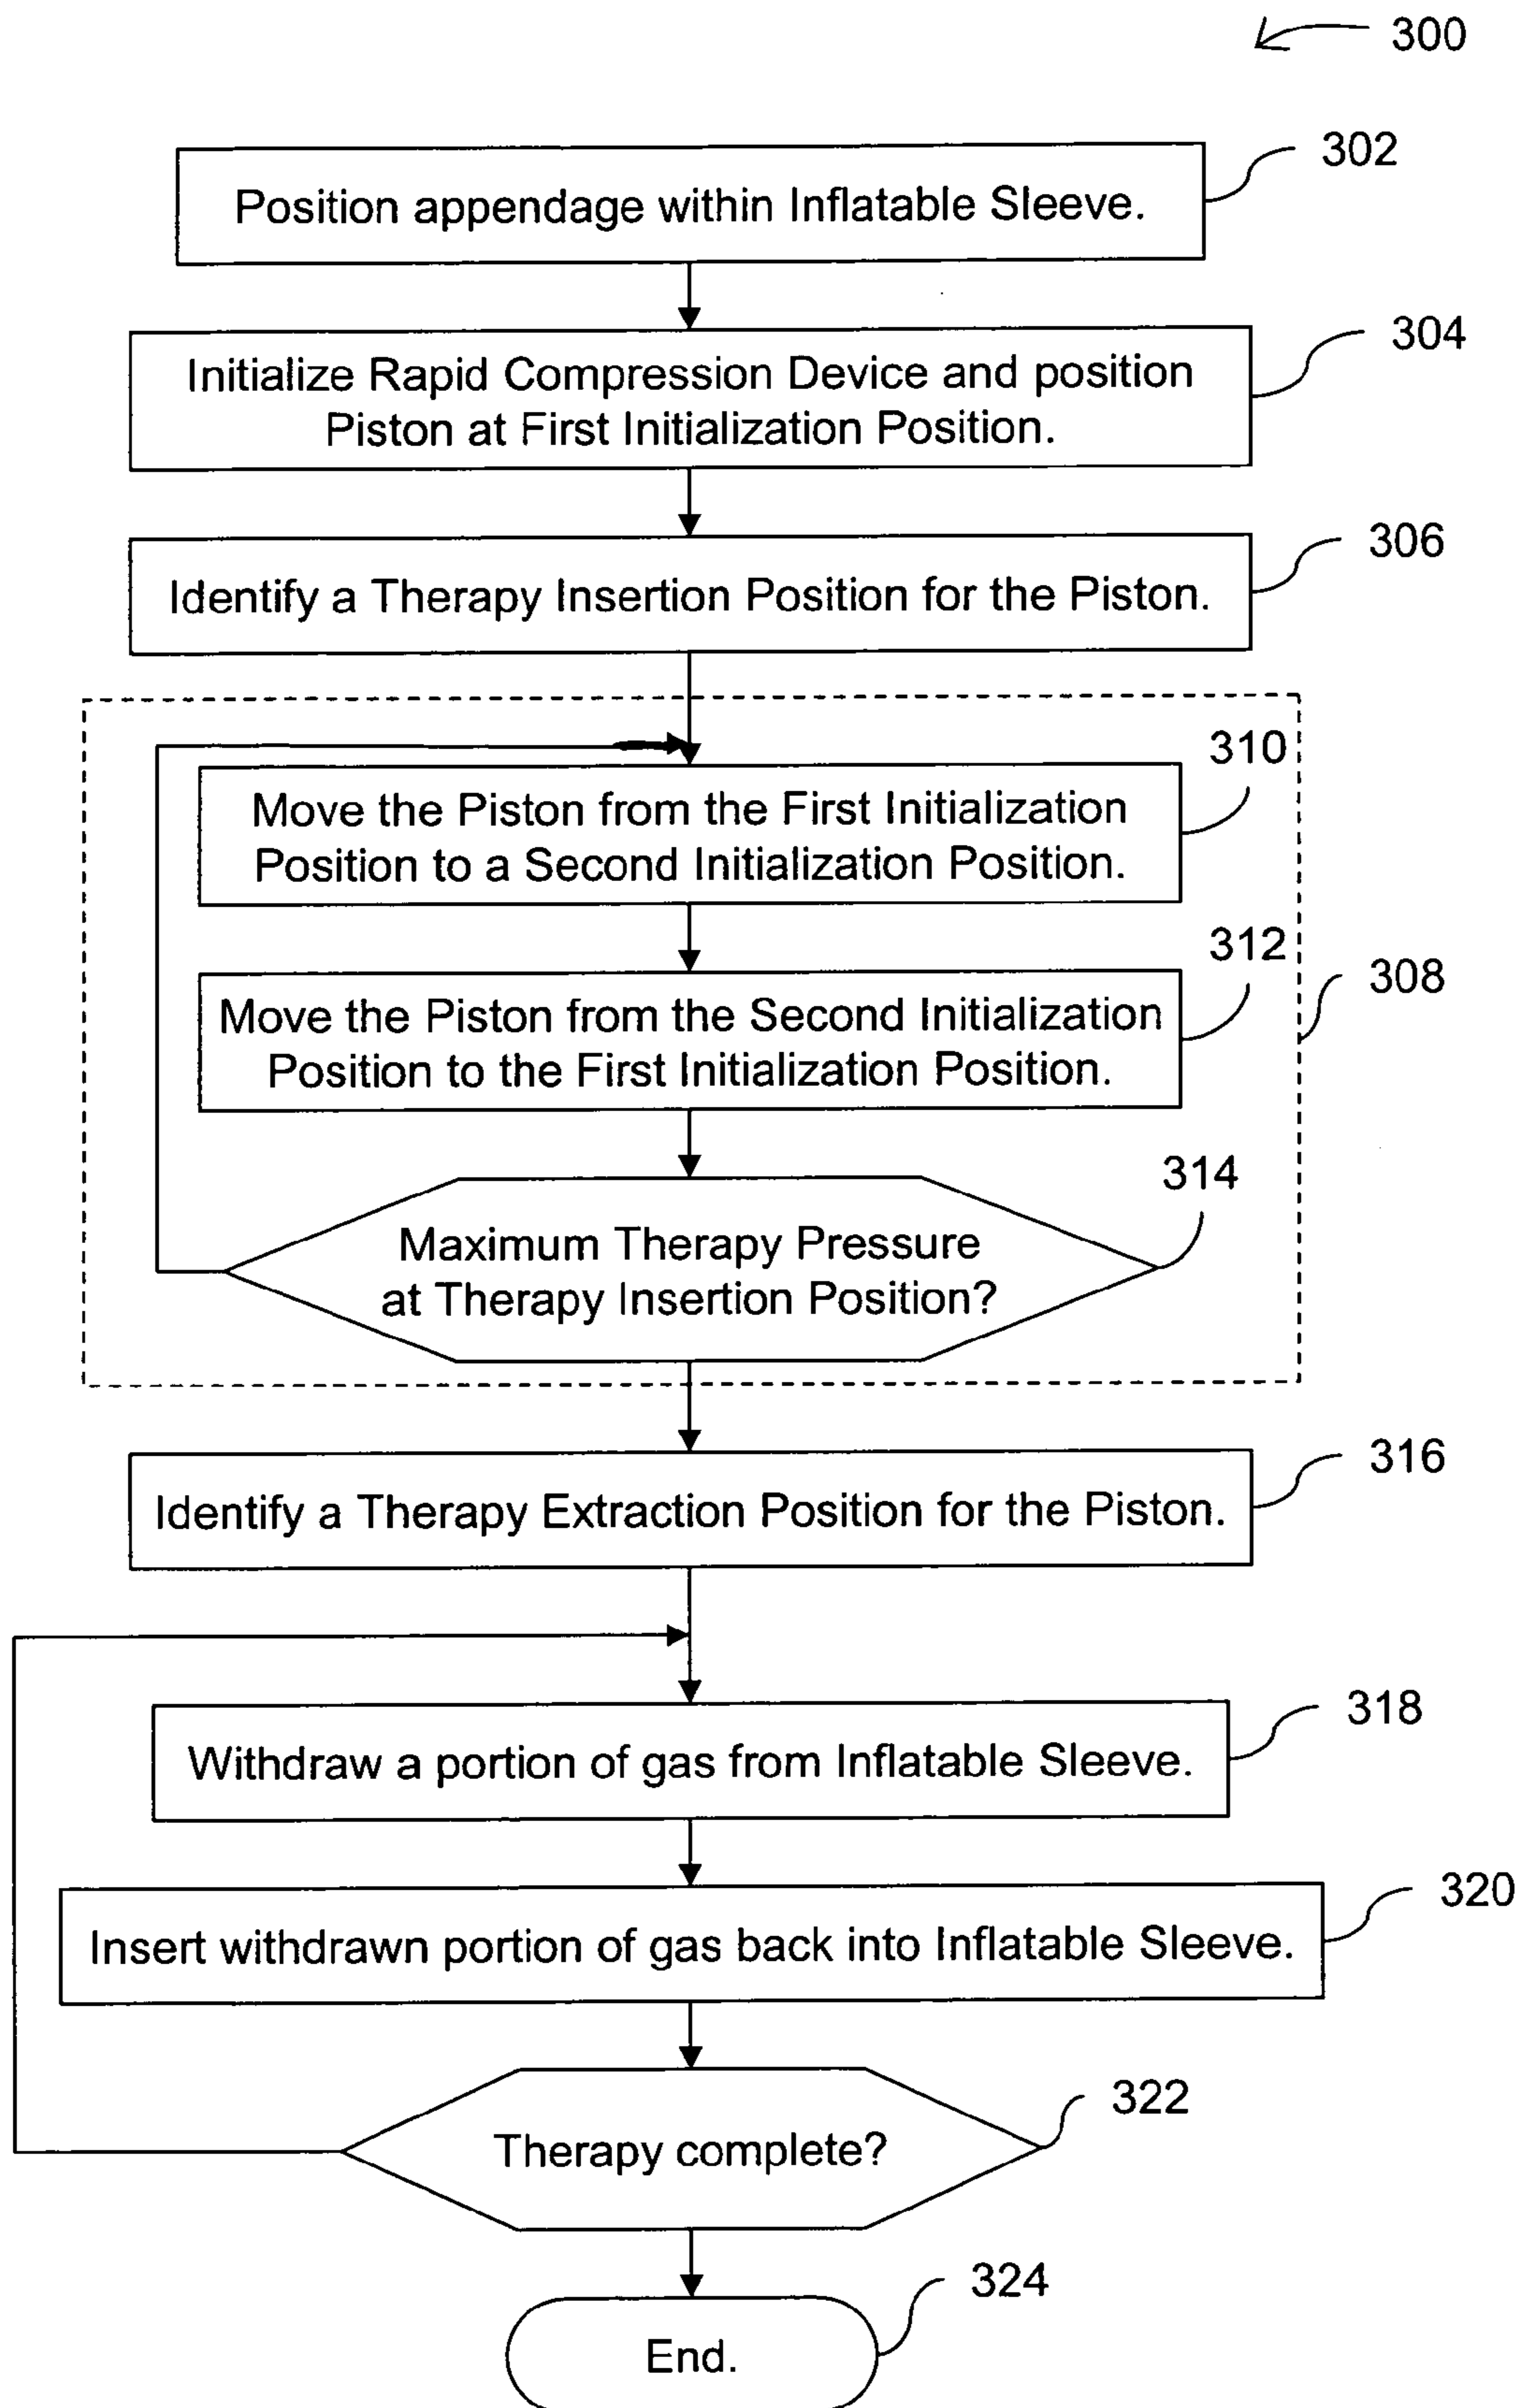 300
302
Position appendage within Inflatable Sleeve.
304
Initialize Rapid Compression Device and position
Piston at First Initialization Position.
306
Identify a Therapy Insertion Position for the Piston.
310
Move the Piston from the First Initialization
Position to a Second Initialization Position.
312
308
Move the Piston from the Second Initialization
Position to the First Initialization Position.
314
Maximum Therapy Pressure
at Therapy Insertion Position?
316
Identify a Therapy Extraction Position for the Piston.
318
Withdraw a portion of gas from Inflatable Sleeve.
320
Insert withdrawn portion of gas back into Inflatable Sleeve.
322
Therapy complete?
324
End.